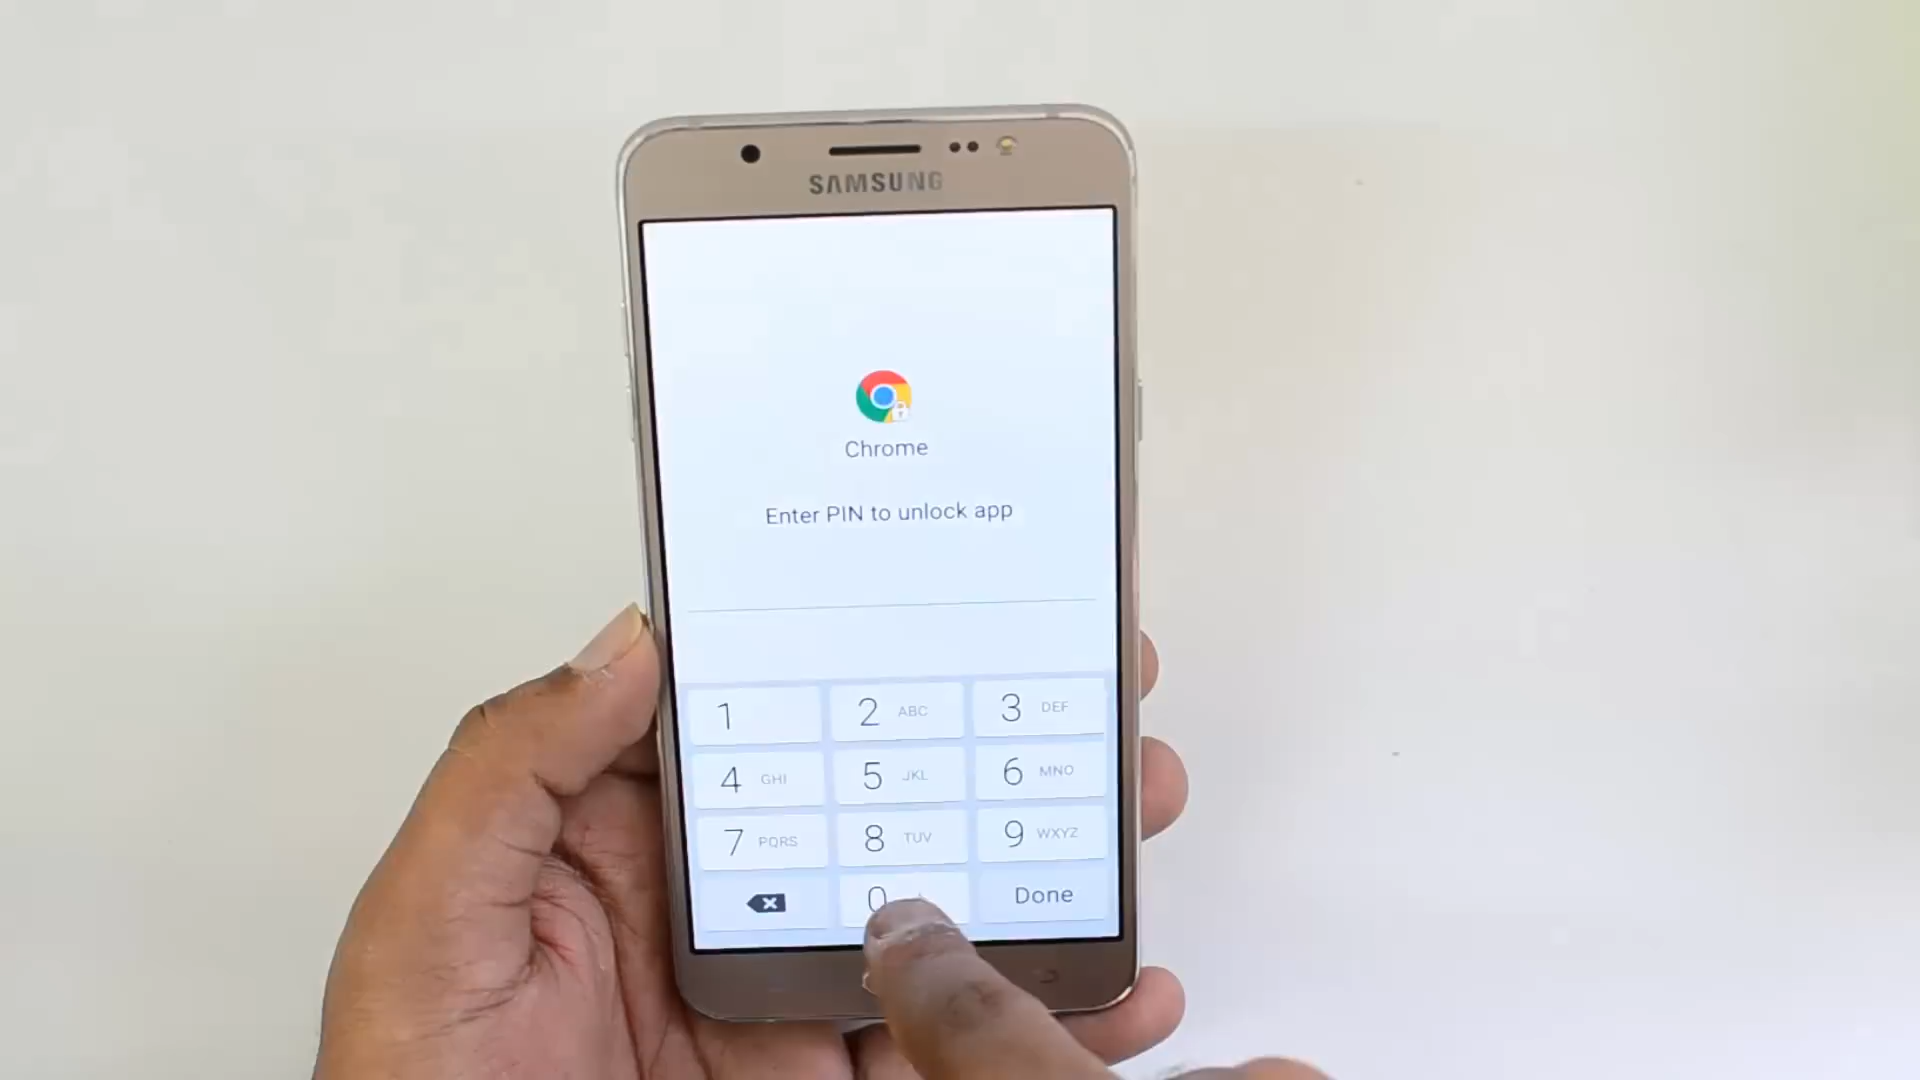 SAMSUNG
Chrome
Enter PIN to unlock app
1 2 ABC 3 DEF
4 GHI 5 JKL 6 MNO
7 PQRS 8 TUV 9 WXYZ
0 Done